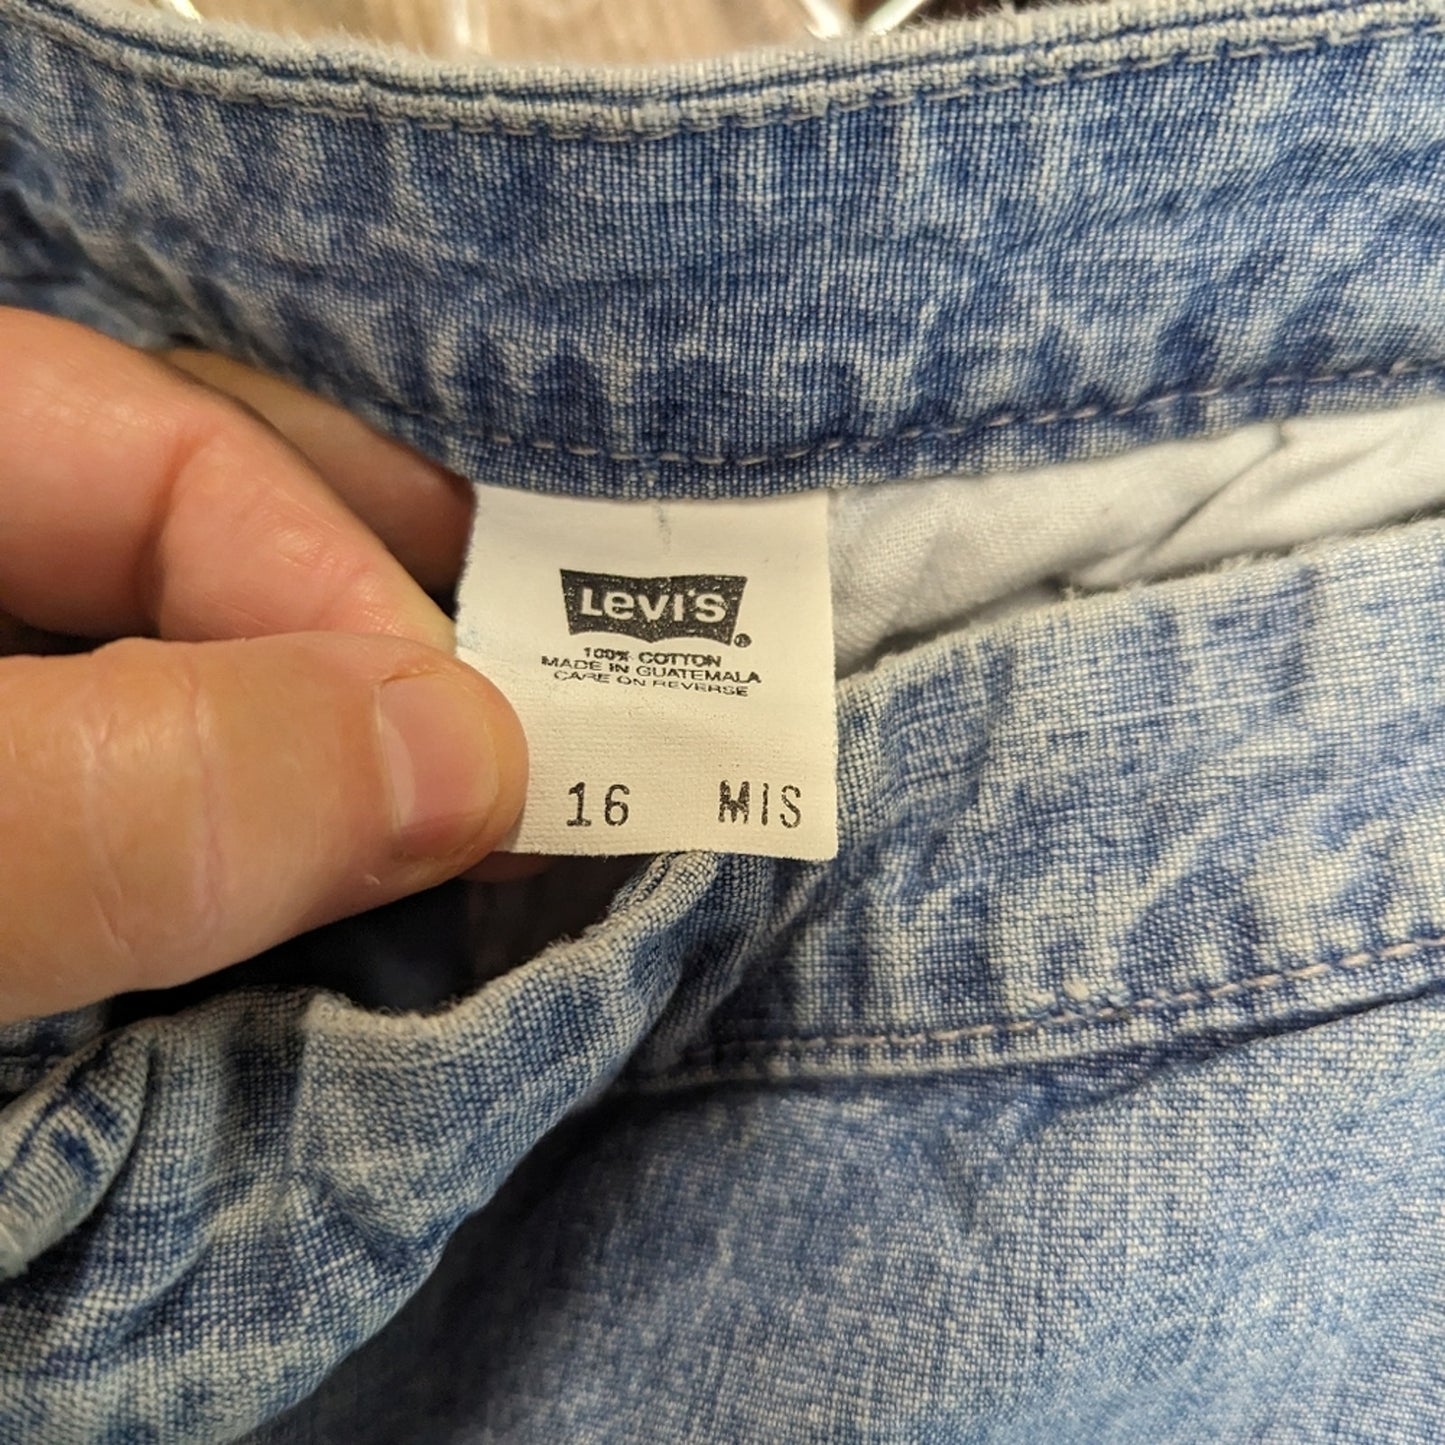 Levi's®
100% COTTON
MADE IN GUATEMALA
CARE ON REVERSE
16 MIS